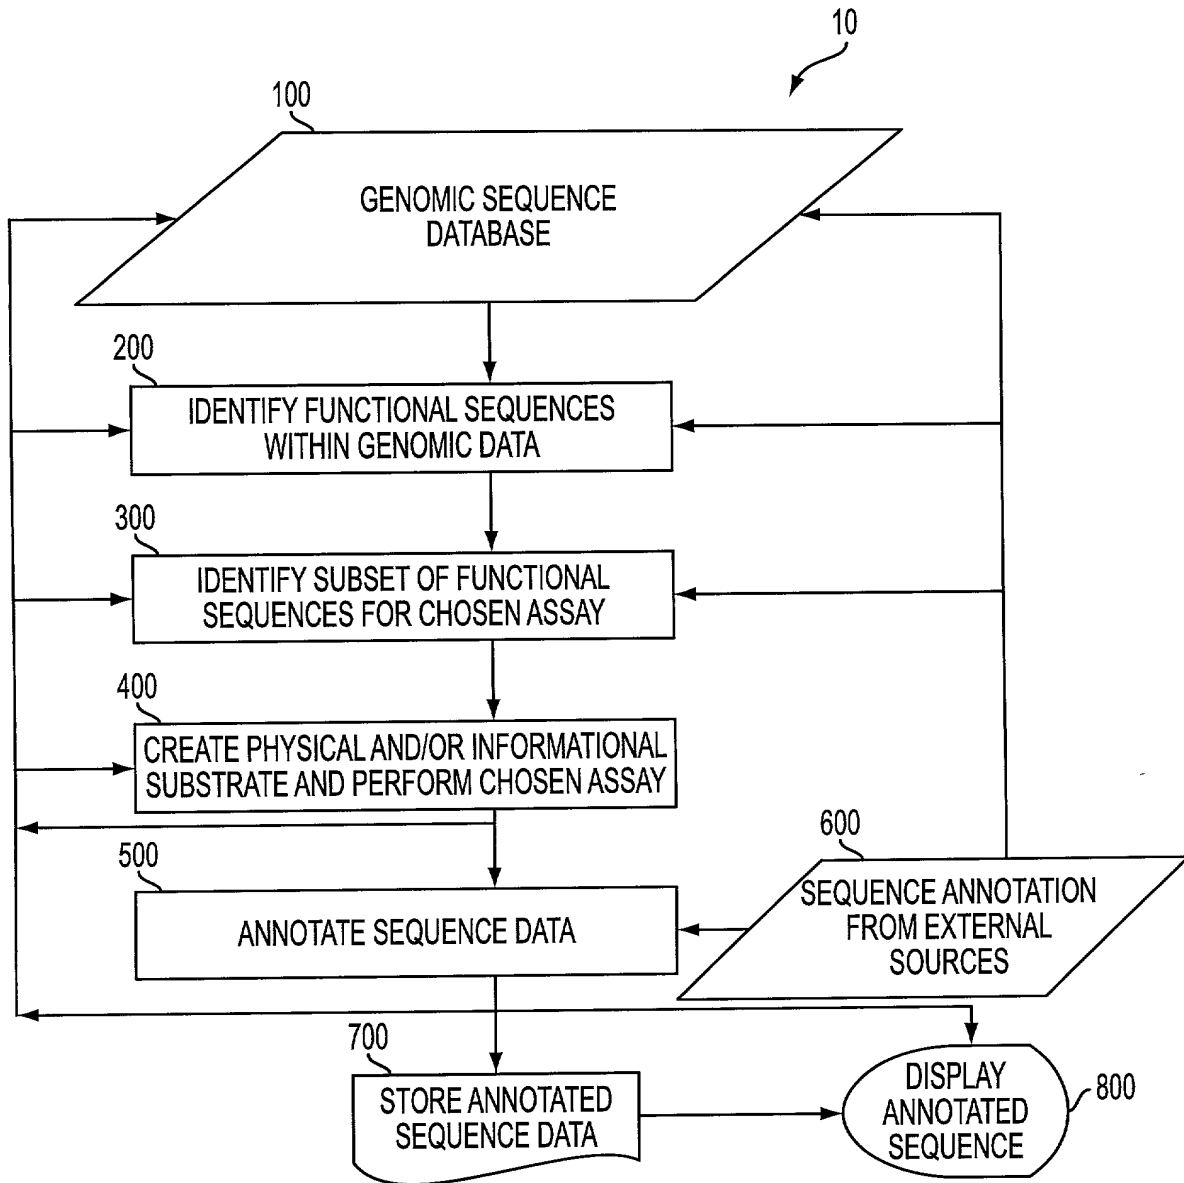 10
100
GENOMIC SEQUENCE
DATABASE
200
IDENTIFY FUNCTIONAL SEQUENCES
WITHIN GENOMIC DATA
300
IDENTIFY SUBSET OF FUNCTIONAL
SEQUENCES FOR CHOSEN ASSAY
400
CREATE PHYSICAL AND/OR INFORMATIONAL
SUBSTRATE AND PERFORM CHOSEN ASSAY
500
ANNOTATE SEQUENCE DATA
600
SEQUENCE ANNOTATION
FROM EXTERNAL
SOURCES
700
STORE ANNOTATED
SEQUENCE DATA
DISPLAY
ANNOTATED
SEQUENCE
800